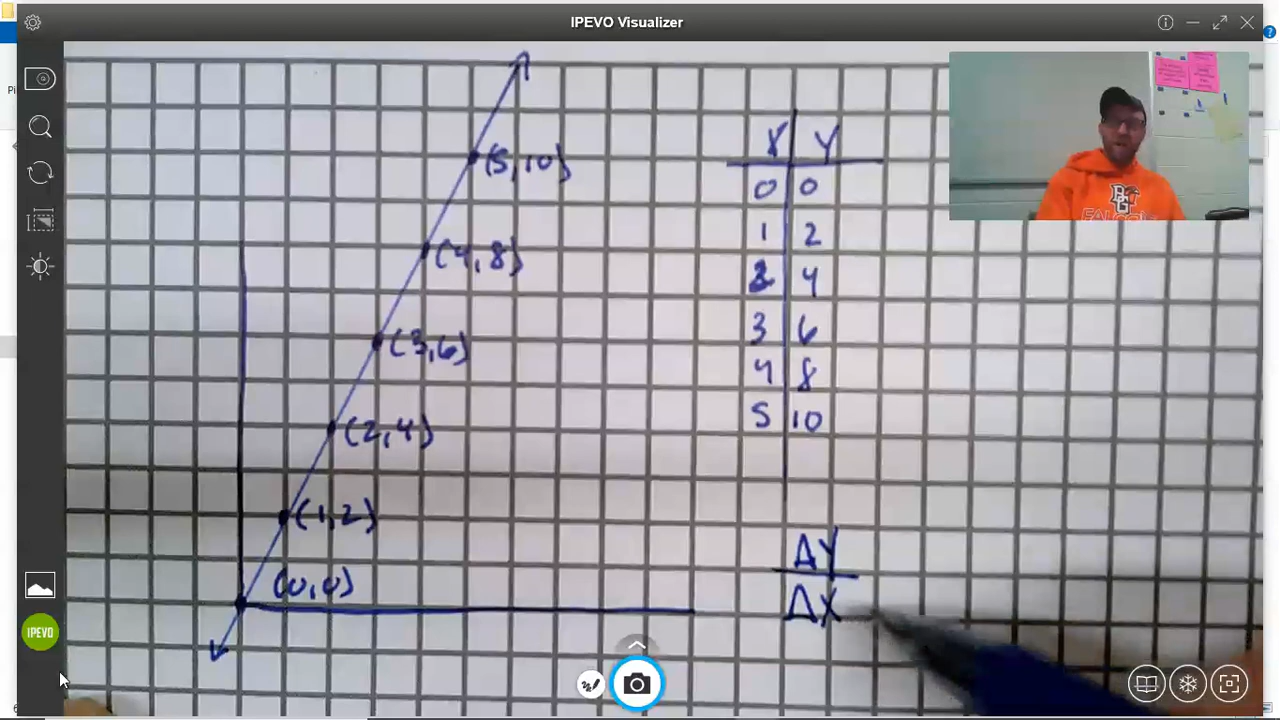 IPEVO Visualizer
(5,10)
(4,8)
(3,6)
(2,4)
(1,2)
(0,0)
X Y
0 0
1 2
2 4
3 6
4 8
5 10
ΔY
ΔX
BG
IPEVO